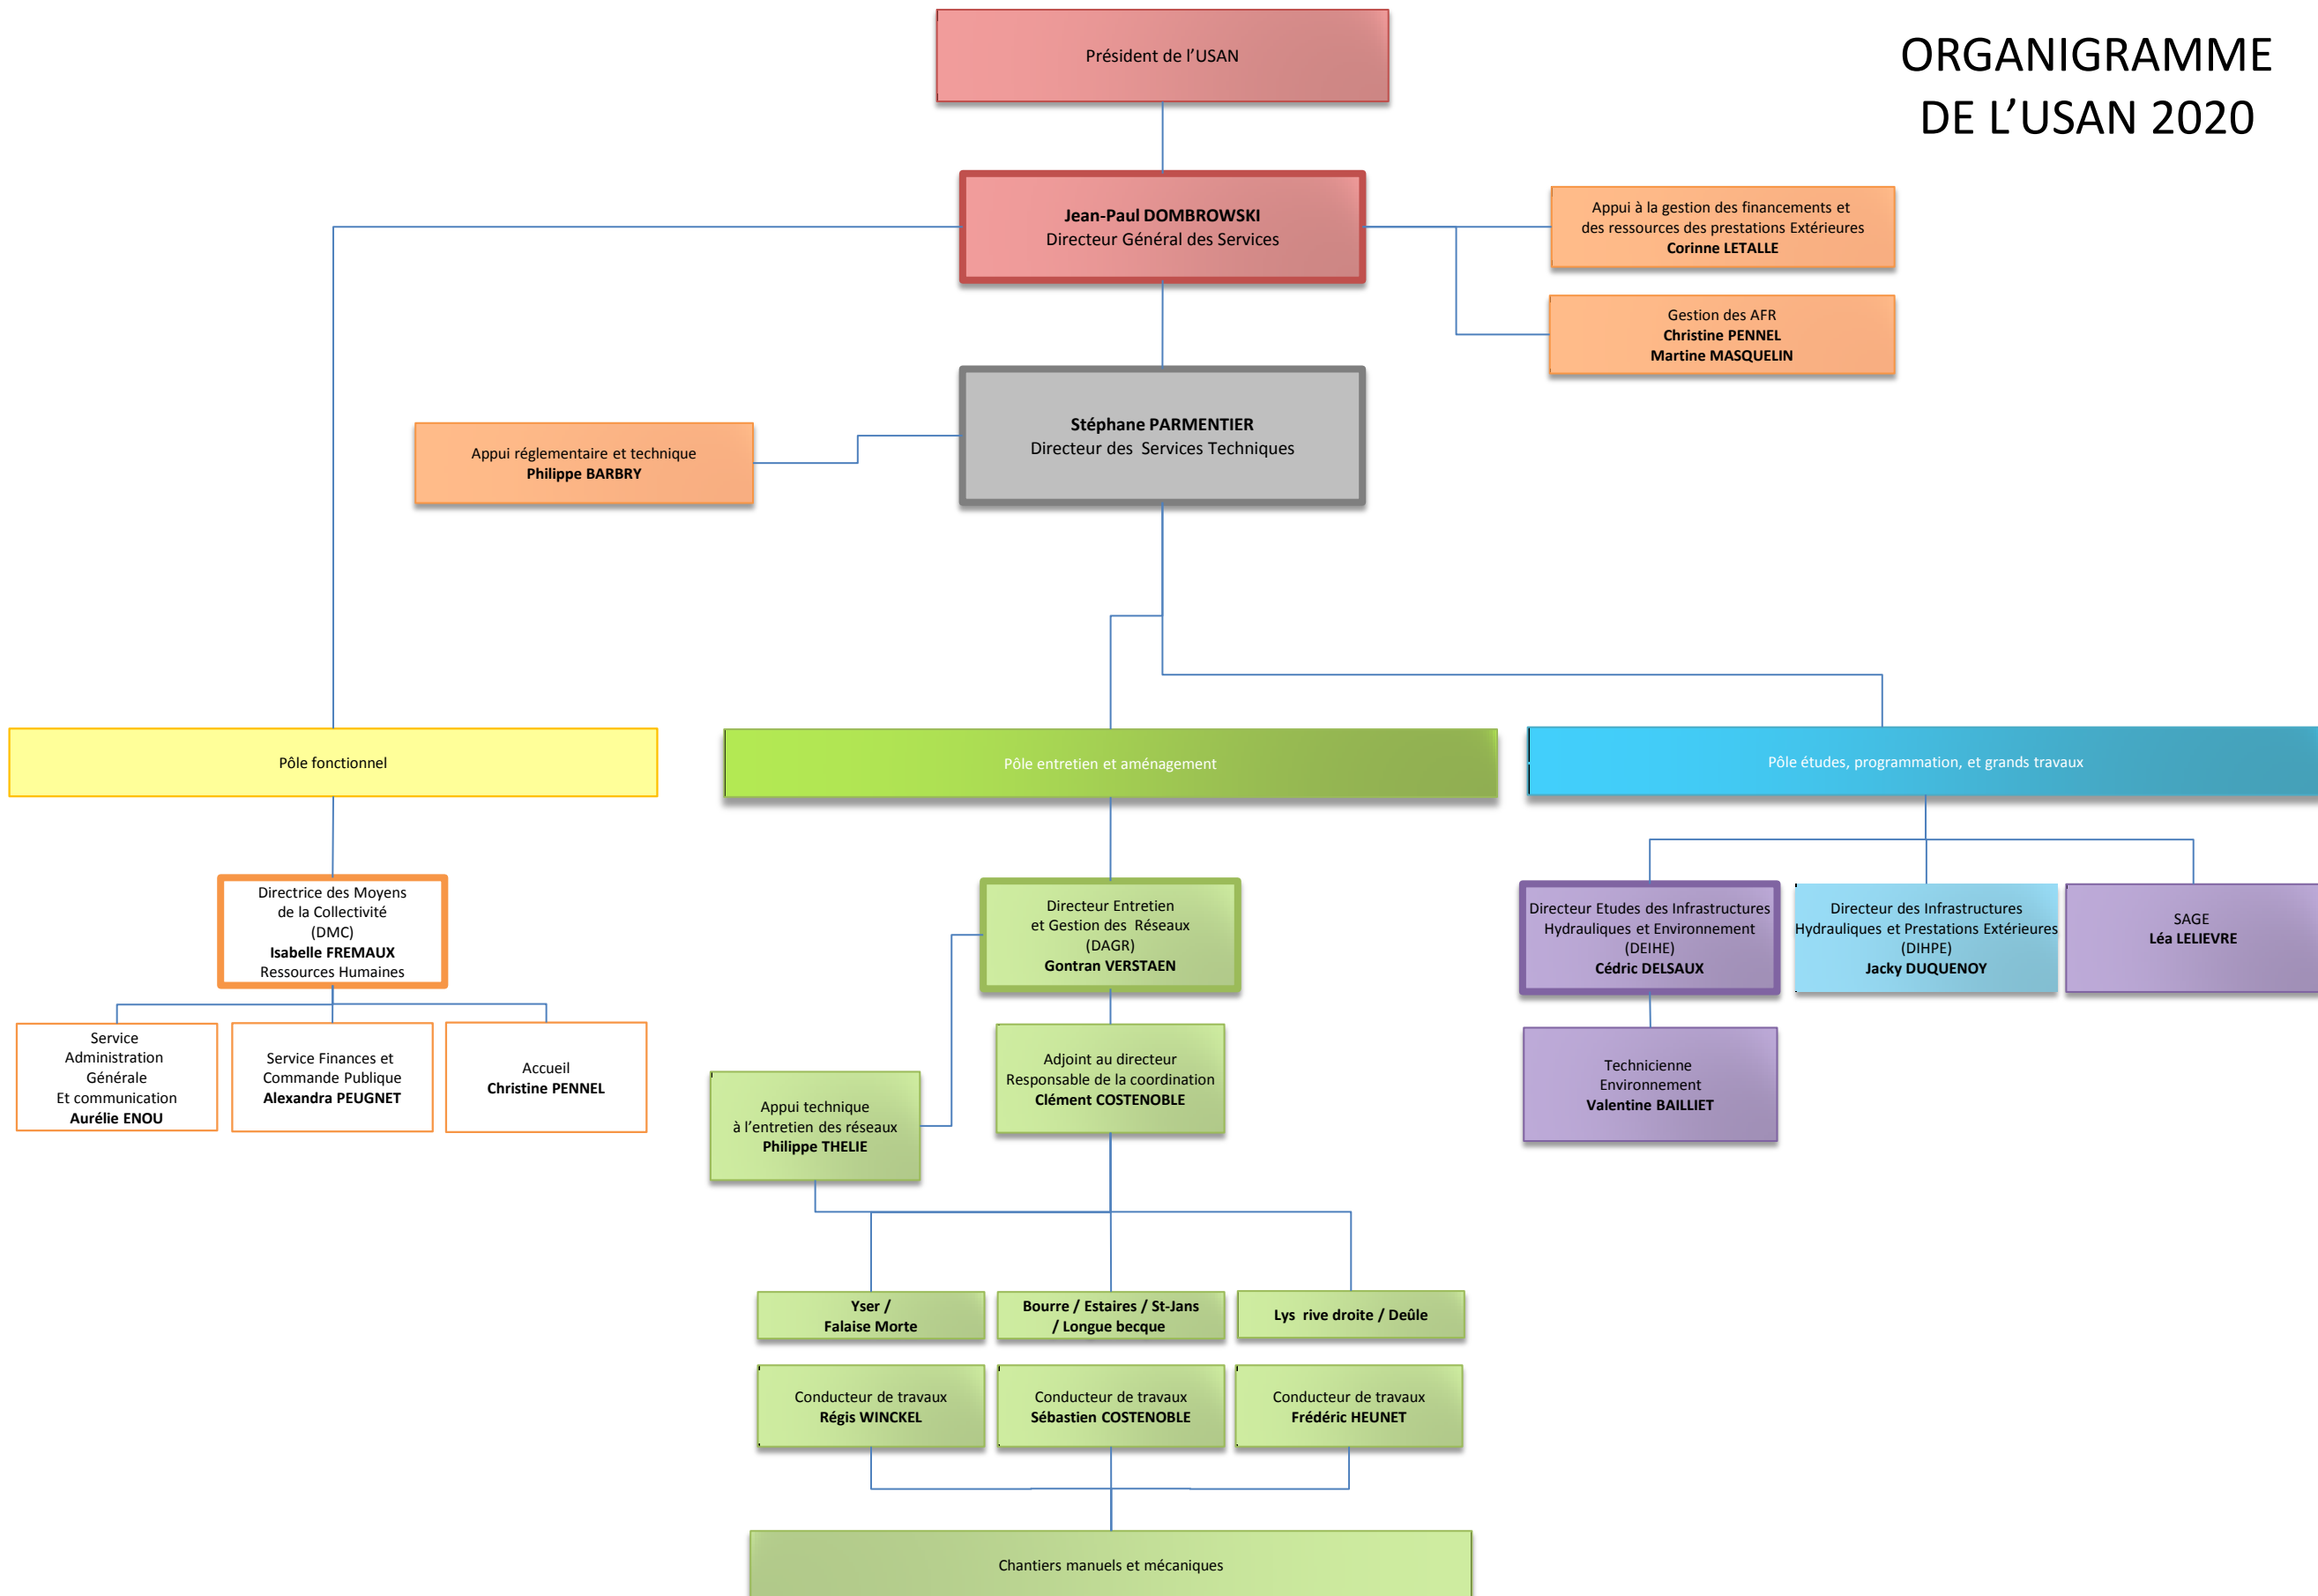 ORGANIGRAMME
DE L’USAN 2020
Président de l’USAN
Jean-Paul DOMBROWSKI
Directeur Général des Services
Appui à la gestion des financements et
des ressources des prestations Extérieures
Corinne LETALLE
Gestion des AFR
Christine PENNEL
Martine MASQUELIN
Stéphane PARMENTIER
Directeur des Services Techniques
Appui réglementaire et technique
Philippe BARBRY
Pôle fonctionnel
Pôle entretien et aménagement
Pôle études, programmation, et grands travaux
Directrice des Moyens
de la Collectivité
(DMC)
Isabelle FREMAUX
Ressources Humaines
Directeur Entretien
et Gestion des Réseaux
(DAGR)
Gontran VERSTAEN
Directeur Etudes des Infrastructures
Hydrauliques et Environnement
(DEIHE)
Cédric DELSAUX
Directeur des Infrastructures
Hydrauliques et Prestations Extérieures
(DIHPE)
Jacky DUQUENOY
SAGE
Léa LELIEVRE
Service
Administration
Générale
Et communication
Aurélie ENOU
Service Finances et
Commande Publique
Alexandra PEUGNET
Accueil
Christine PENNEL
Appui technique
à l’entretien des réseaux
Philippe THELIE
Adjoint au directeur
Responsable de la coordination
Clément COSTENOBLE
Technicienne
Environnement
Valentine BAILLIET
Yser /
Falaise Morte
Bourre / Estaires / St-Jans
/ Longue becque
Lys rive droite / Deûle
Conducteur de travaux
Régis WINCKEL
Conducteur de travaux
Sébastien COSTENOBLE
Conducteur de travaux
Frédéric HEUNET
Chantiers manuels et mécaniques